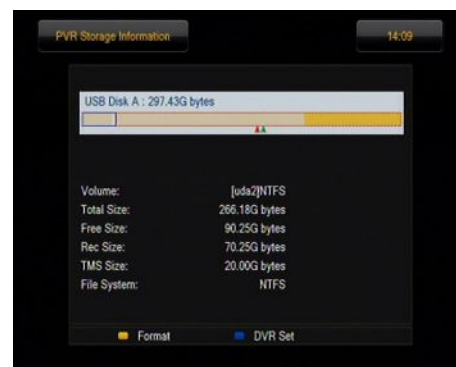 PVR Storage Information
14:09
USB Disk A : 297.43G bytes
Volume: [uda2]NTFS
Total Size: 266.18G bytes
Free Size: 90.25G bytes
Rec Size: 70.25G bytes
TMS Size: 20.00G bytes
File System: NTFS
Format DVR Set